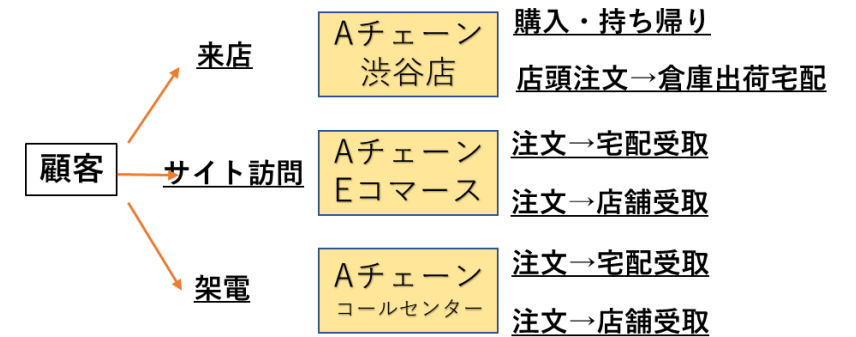 顧客
来店
Aチェーン
渋谷店
購入・持ち帰り
店頭注文→倉庫出荷宅配
サイト訪問
Aチェーン
Eコマース
注文→宅配受取
注文→店舗受取
架電
Aチェーン
コールセンター
注文→宅配受取
注文→店舗受取